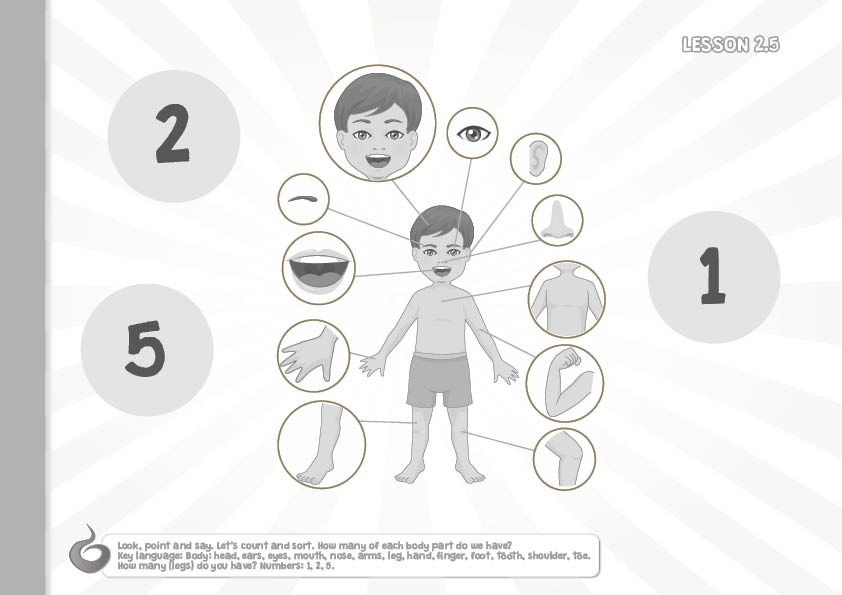 LESSON 2.5
2
1
5
Look, point and say. Let's count and sort. How many of each body part do we have?
Key language: Body: head, ears, eyes, mouth, nose, arms, leg, hand, finger, foot, tooth, shoulder, toe.
How many (legs) do you have? Numbers: 1, 2, 5.